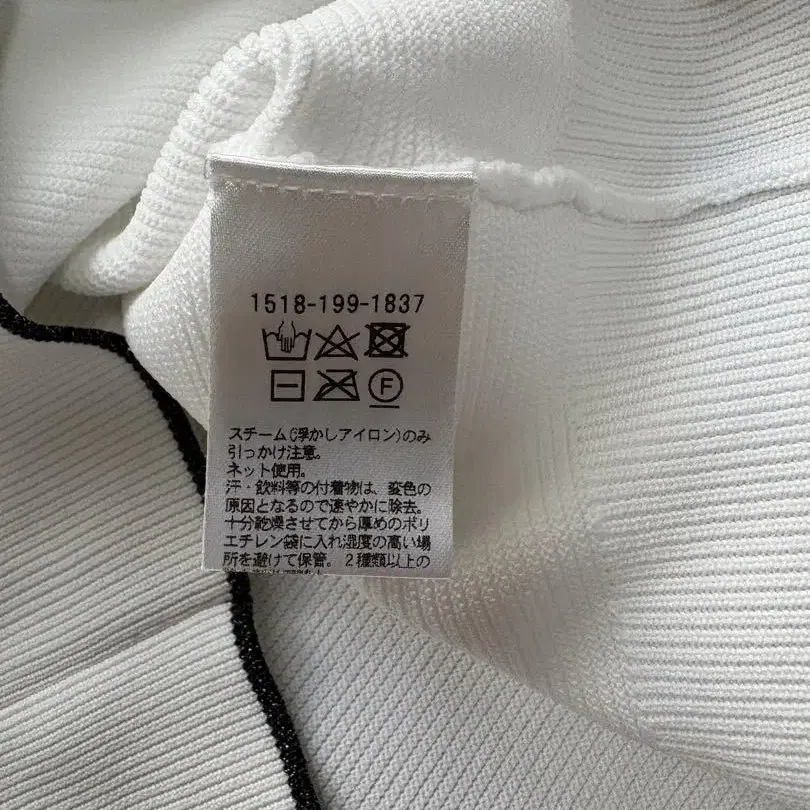 1518-199-1837
F
スチーム(浮かしアイロン)のみ
引っかけ注意。
ネット使用。
汗・飲料等の付着物は、変色の
原因となるので速やかに除去。
十分乾燥させてから厚めのポリ
エチレン袋に入れ湿度の高い場
所を避けて保管。2種類以上の